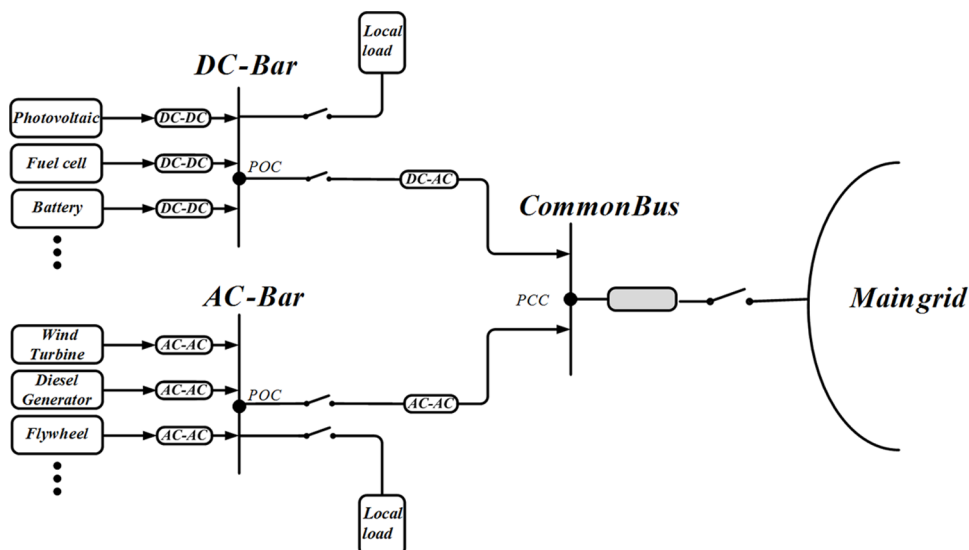 Local
load
DC-Bar
Photovoltaic
DC-DC
Fuel cell
DC-DC
POC
DC-AC
Battery
DC-DC
CommonBus
AC-Bar
PCC
Maingrid
Wind
Turbine
AC-AC
Diesel
Generator
AC-AC
POC
AC-AC
Flywheel
AC-AC
Local
load